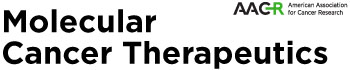 Molecular
Cancer Therapeutics
AACR American Association
for Cancer Research